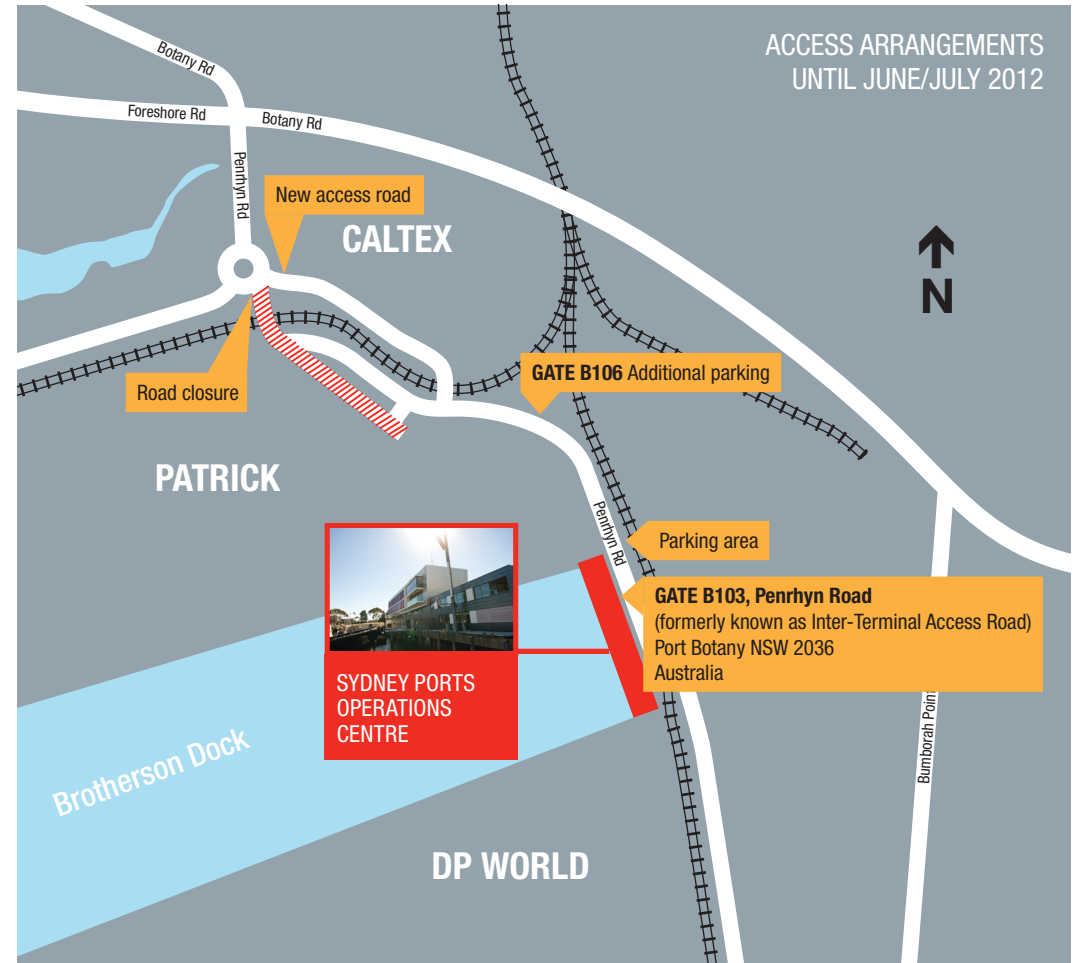 ACCESS ARRANGEMENTS
UNTIL JUNE/JULY 2012
Botany Rd
Foreshore Rd
Botany Rd
Penrhyn Rd
New access road
CALTEX
N
Road closure
GATE B106 Additional parking
PATRICK
Penrhyn Rd
Parking area
GATE B103, Penrhyn Road
(formerly known as Inter-Terminal Access Road)
Port Botany NSW 2036
Australia
SYDNEY PORTS
OPERATIONS
CENTRE
Bumborah Point
Brotherson Dock
DP WORLD